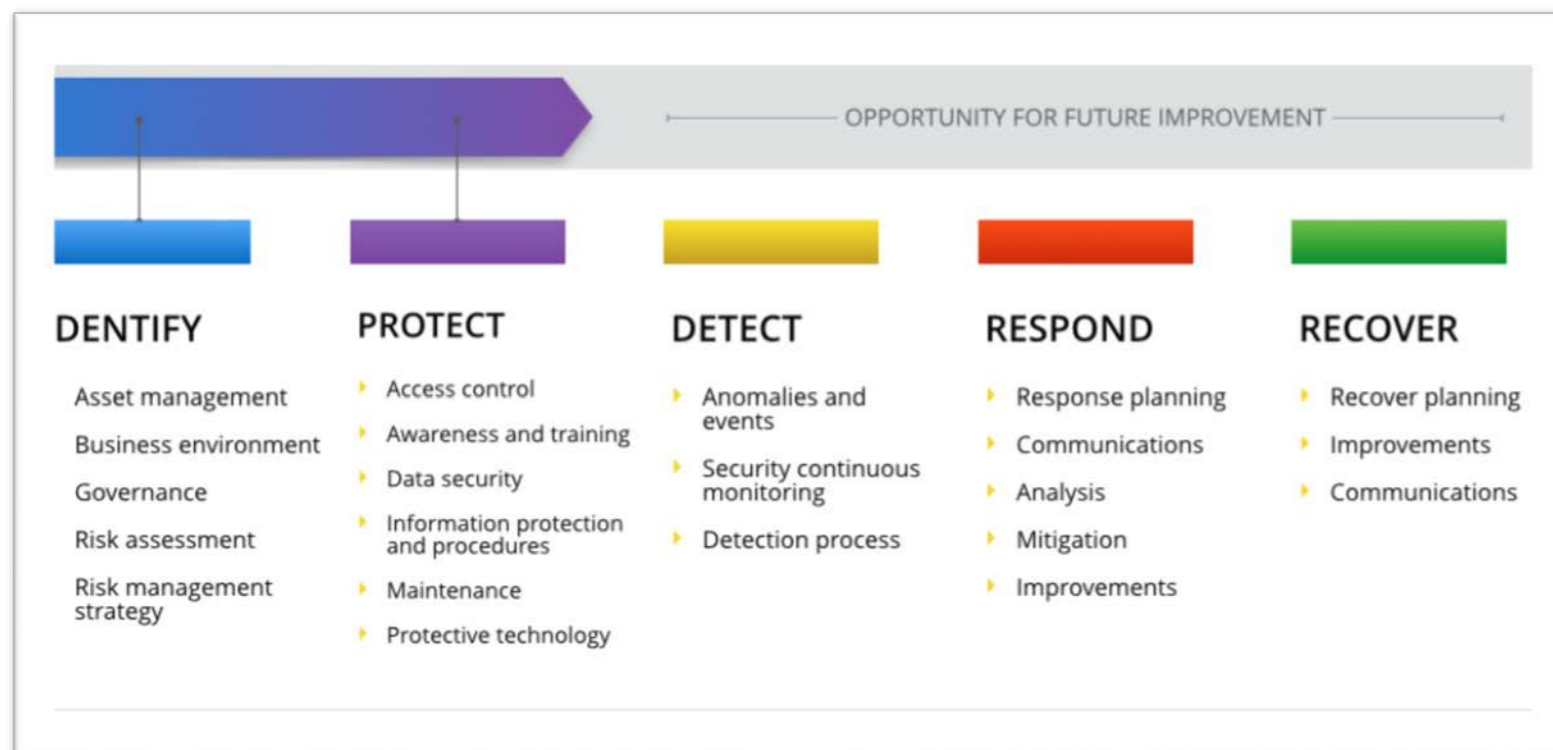 OPPORTUNITY FOR FUTURE IMPROVEMENT
DENTIFY
Asset management
Business environment
Governance
Risk assessment
Risk management
strategy
PROTECT
Access control
Awareness and training
Data security
Information protection
and procedures
Maintenance
Protective technology
DETECT
Anomalies and
events
Security continuous
monitoring
Detection process
RESPOND
Response planning
Communications
Analysis
Mitigation
Improvements
RECOVER
Recover planning
Improvements
Communications